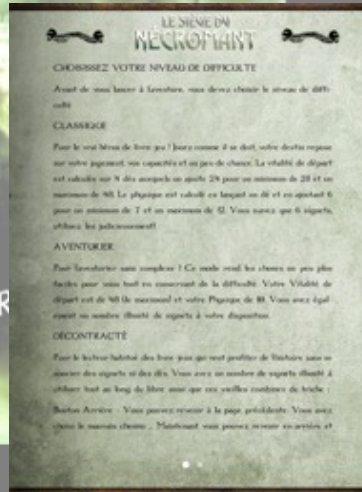 LE SIÈGE DU
NÉCROMANT
CHOISISSEZ VOTRE NIVEAU DE DIFFICULTE
Avant de vous lancer à l'aventure, vous devez choisir le niveau de diffi-
culté
CLASSIQUE
Pour le vrai héros de livre-jeu ! Jouez comme il se doit, votre destin repose
sur votre jugement, vos capacités et un peu de chance. La vitalité de départ
est calculée sur 4 dés auxquels on ajoute 24 pour un minimum de 28 et un
maximum de 48. Le physique est calculé en lançant un dé et en ajoutant 6
pour un minimum de 7 et un maximum de 12. Vous n'avez que 6 signets,
utilisez les judicieusement!
AVENTURIER
Pour l'aventurier sans complexe ! Ce mode rend les choses un peu plus
faciles pour vous tout en conservant de la difficulté. Votre Vitalité de
départ est de 48 (le maximum) et votre Physique de 10. Vous avez égal-
ement un nombre illimité de signets à votre disposition.
DÉCONTRACTÉ
Pour le lecteur habitué des livres-jeux qui veut profiter de l'histoire sans se
soucier des signets ni des dés. Vous avez un nombre de signets illimité à
utiliser tout au long du livre ainsi que ces vieilles combines de triche :
Bouton Arrière - Vous pouvez revenir à la page précédente. Vous avez
choisi le mauvais chemin ... Maintenant vous pouvez revenir en arrière et